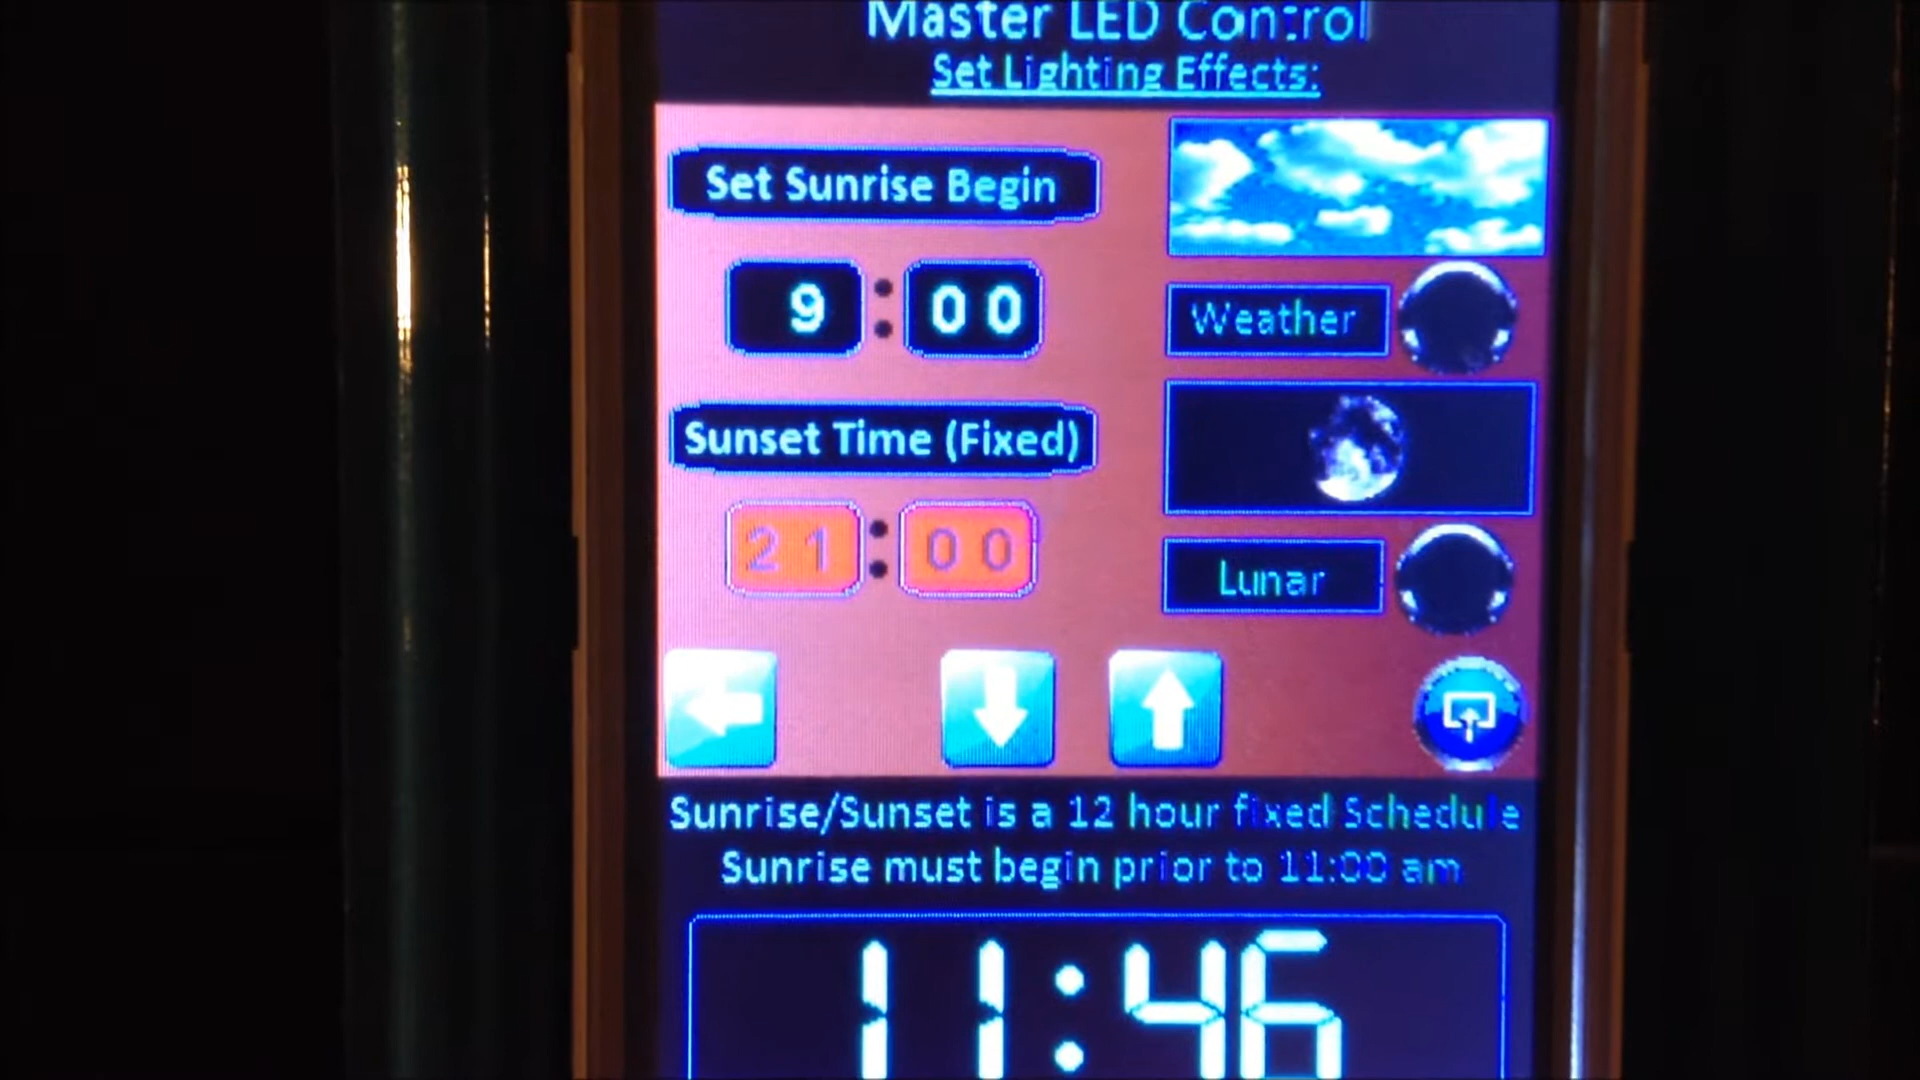 Master LED Control
Set Lighting Effects:
Set Sunrise Begin
9:00
Weather
Sunset Time (Fixed)
21:00
Lunar
Sunrise/Sunset is a 12 hour fixed Schedule
Sunrise must begin prior to 11:00 am
11:46